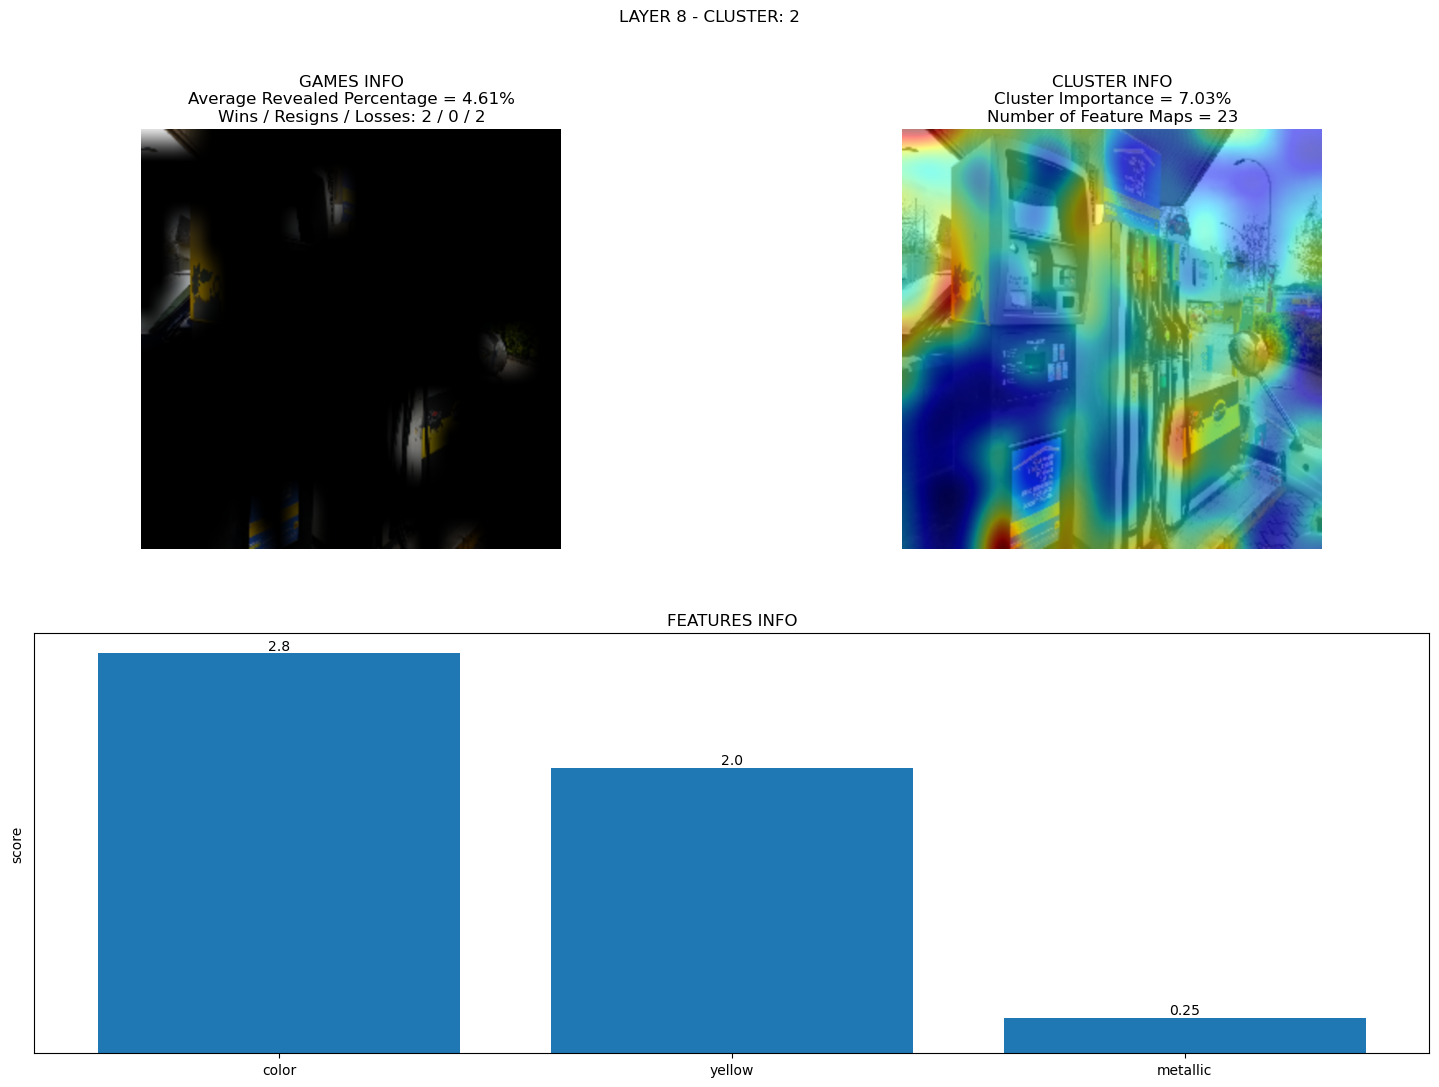 LAYER 8 - CLUSTER: 2
GAMES INFO
Average Revealed Percentage = 4.61%
Wins / Resigns / Losses: 2 / 0 / 2
CLUSTER INFO
Cluster Importance = 7.03%
Number of Feature Maps = 23
FEATURES INFO
score
2.8
2.0
0.25
color
yellow
metallic